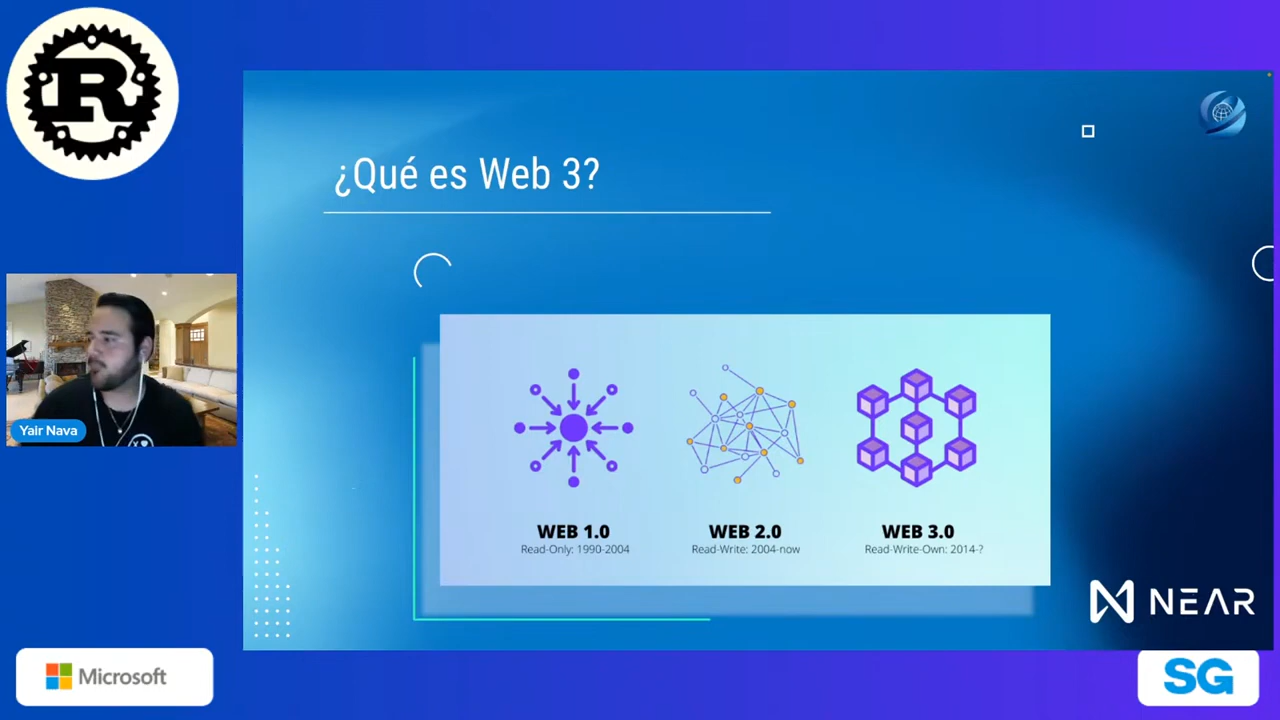 R
¿Qué es Web 3?
Yair Nava
WEB 1.0
Read-Only: 1990-2004
WEB 2.0
Read-Write: 2004-now
WEB 3.0
Read-Write-Own: 2014-?
NEAR
Microsoft
SG